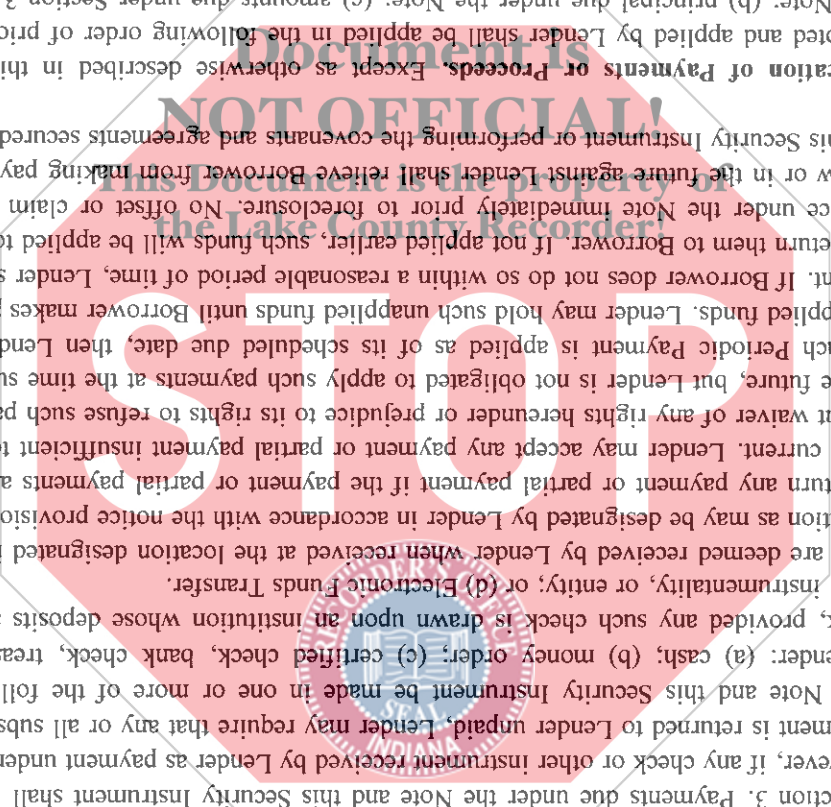 Document is
NOT OFFICIAL!
This Document is the property of
the Lake County Recorder!
STOP
RECORDER'S OFFICE
SEAL
INDIANA
ction 3. Payments due under the Note and this Security Instrument shall
ever, if any check or other instrument received by Lender as payment under
ment is returned to Lender unpaid, Lender may require that any or all subs
Note and this Security Instrument be made in one or more of the foll
ender: (a) cash; (b) money order; (c) certified check, bank check, treas
, provided any such check is drawn upon an institution whose deposits
instrumentality, or entity; or (d) Electronic Funds Transfer.
are deemed received by Lender when received at the location designated i
tion as may be designated by Lender in accordance with the notice provisio
turn any payment or partial payment if the payment or partial payments a
current. Lender may accept any payment or partial payment insufficient t
ut waiver of any rights hereunder or prejudice to its rights to refuse such pa
e future, but Lender is not obligated to apply such payments at the time su
ch Periodic Payment is applied as of its scheduled due date, then Lend
pplied funds. Lender may hold such unapplied funds until Borrower makes
nt. If Borrower does not do so within a reasonable period of time, Lender s
return them to Borrower. If not applied earlier, such funds will be applied to
ce under the Note immediately prior to foreclosure. No offset or claim
w or in the future against Lender shall relieve Borrower from making pay
is Security Instrument or performing the covenants and agreements secured
cation of Payments or Proceeds. Except as otherwise described in thi
pted and applied by Lender shall be applied in the following order of prior
Note; (b) principal due under the Note; (c) amounts due under Section 3